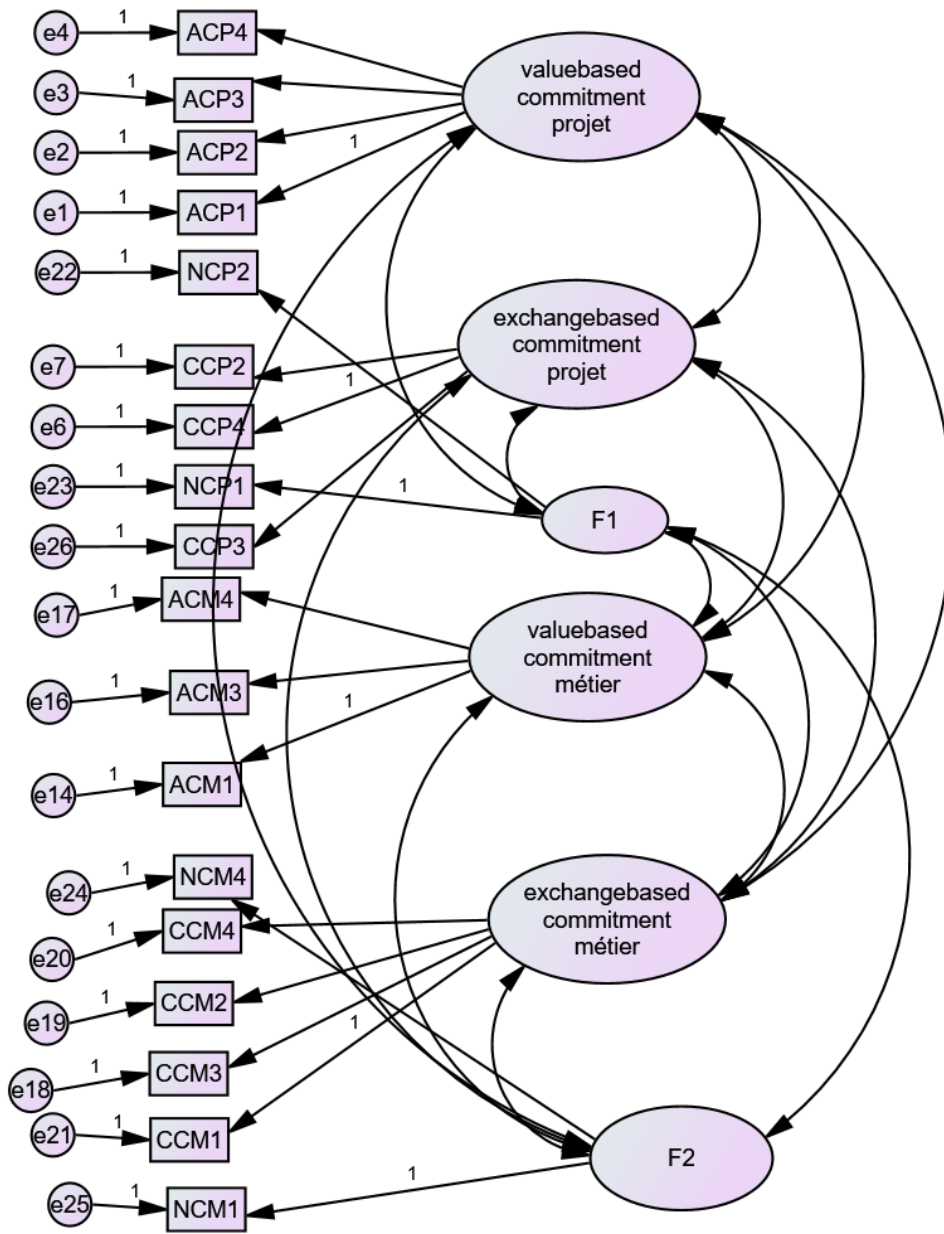 e4 1 ACP4
valuebased
commitment
projet
e3 1 ACP3
e2 1 ACP2
1
e1 1 ACP1
e22 1 NCP2
exchangebased
commitment
projet
e7 1 CCP2
1
e6 1 CCP4
e23 1 NCP1 1
F1
e26 1 CCP3
e17 1 ACM4
valuebased
commitment
métier
e16 1 ACM3
1
e14 1 ACM1
e24 1 NCM4
exchangebased
commitment
métier
e20 1 CCM4
e19 1 CCM2
1
e18 1 CCM3
e21 1 CCM1
F2
1
e25 1 NCM1